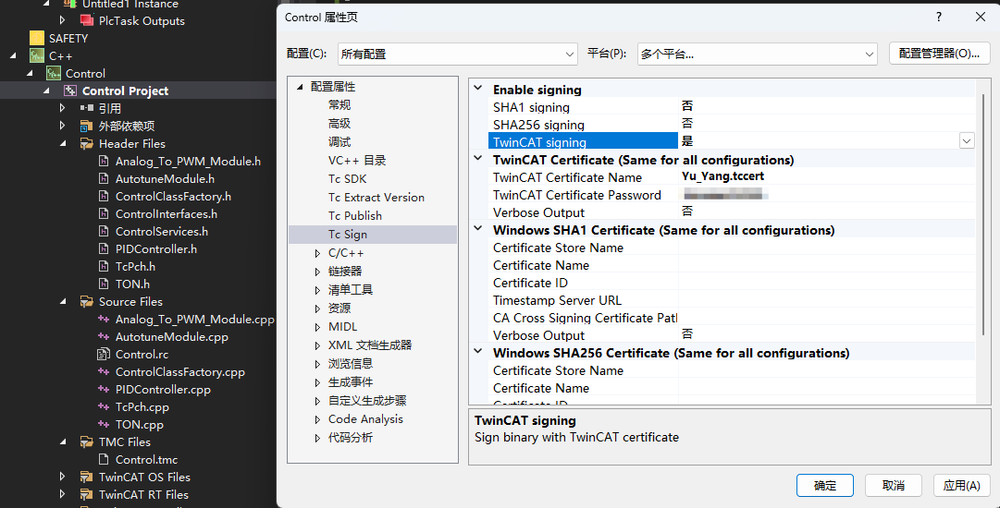 Untitled1 Instance
PlcTask Outputs
SAFETY
C++
Control
Control Project
引用
外部依赖项
Header Files
Analog_To_PWM_Module.h
AutotuneModule.h
ControlClassFactory.h
ControlInterfaces.h
ControlServices.h
PIDController.h
TcPch.h
TON.h
Source Files
Analog_To_PWM_Module.cpp
AutotuneModule.cpp
Control.rc
ControlClassFactory.cpp
PIDController.cpp
TcPch.cpp
TON.cpp
TMC Files
Control.tmc
TwinCAT OS Files
TwinCAT RT Files
Control 属性页
配置(C): 所有配置 平台(P): 多个平台... 配置管理器(O)...
配置属性
常规
高级
调试
VC++ 目录
Tc SDK
Tc Extract Version
Tc Publish
Tc Sign
C/C++
链接器
清单工具
资源
MIDL
XML 文档生成器
浏览信息
生成事件
自定义生成步骤
Code Analysis
代码分析
Enable signing
SHA1 signing 否
SHA256 signing 否
TwinCAT signing 是
TwinCAT Certificate (Same for all configurations)
TwinCAT Certificate Name Yu_Yang.tccert
TwinCAT Certificate Password
Verbose Output 否
Windows SHA1 Certificate (Same for all configurations)
Certificate Store Name
Certificate Name
Certificate ID
Timestamp Server URL
CA Cross Signing Certificate Pat
Verbose Output 否
Windows SHA256 Certificate (Same for all configurations)
Certificate Store Name
Certificate Name
Certificate ID
TwinCAT signing
Sign binary with TwinCAT certificate
确定 取消 应用(A)